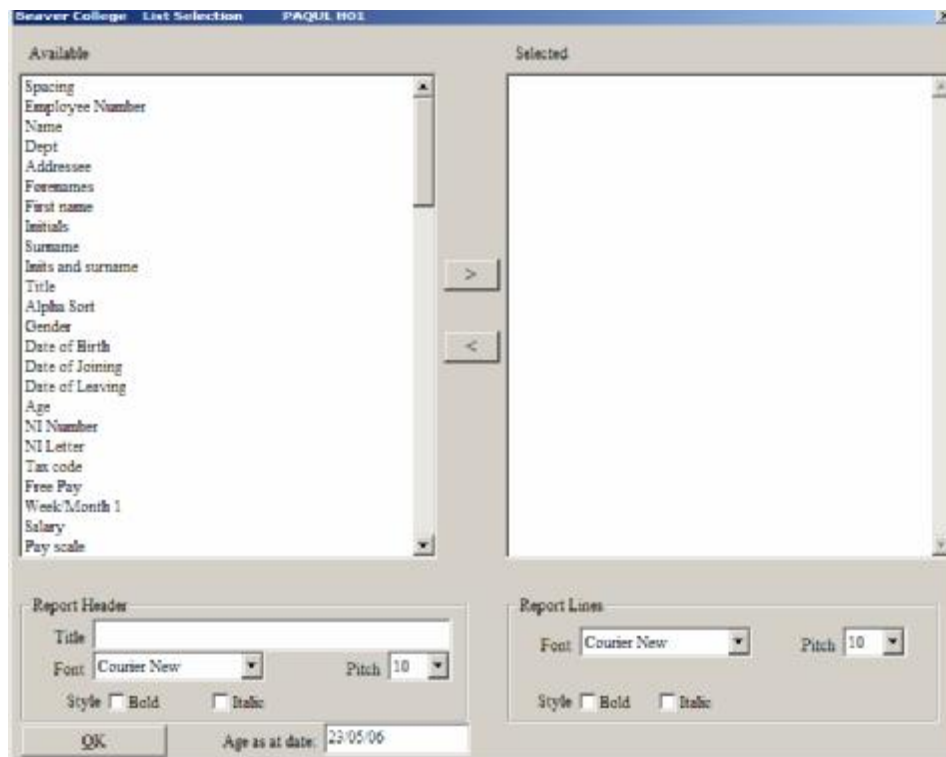 Beaver College List Selection PAQUL H01
Available
Selected
Spacing
Employee Number
Name
Dept
Addressee
Forenames
First name
Initials
Surname
Inits and surname
Title
Alpha Sort
Gender
Date of Birth
Date of Joining
Date of Leaving
Age
NI Number
NI Letter
Tax code
Free Pay
Week/Month 1
Salary
Pay scale
>
<
Report Header
Title
Font Courier New Pitch 10
Style Bold Italic
Report Lines
Font Courier New Pitch 10
Style Bold Italic
OK
Age as at date: 23/05/06